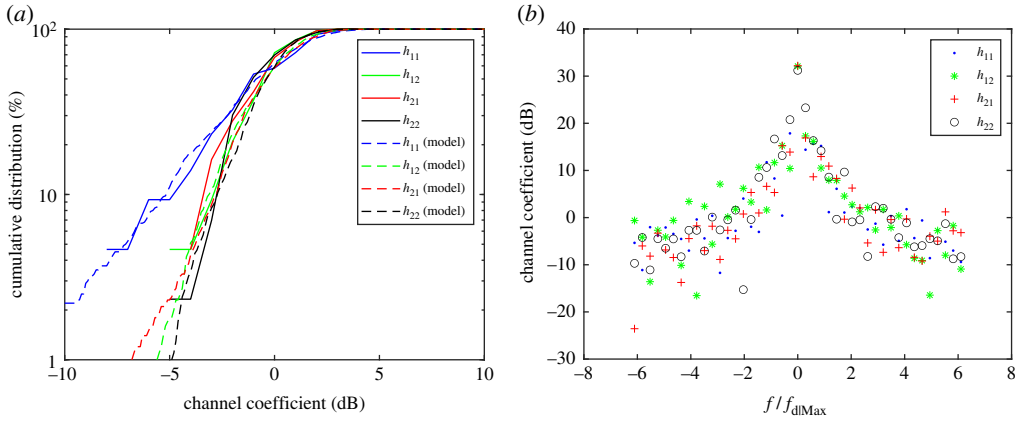 (a)
10²
10
1
cumulative distribution (%)
−10
−5
0
5
10
channel coefficient (dB)
h₁₁
h₁₂
h₂₁
h₂₂
h₁₁ (model)
h₁₂ (model)
h₂₁ (model)
h₂₂ (model)
(b)
40
30
20
10
0
−10
−20
−30
channel coefficient (dB)
−8
−6
−4
−2
0
2
4
6
8
f / f_d|Max
h₁₁
h₁₂
h₂₁
h₂₂